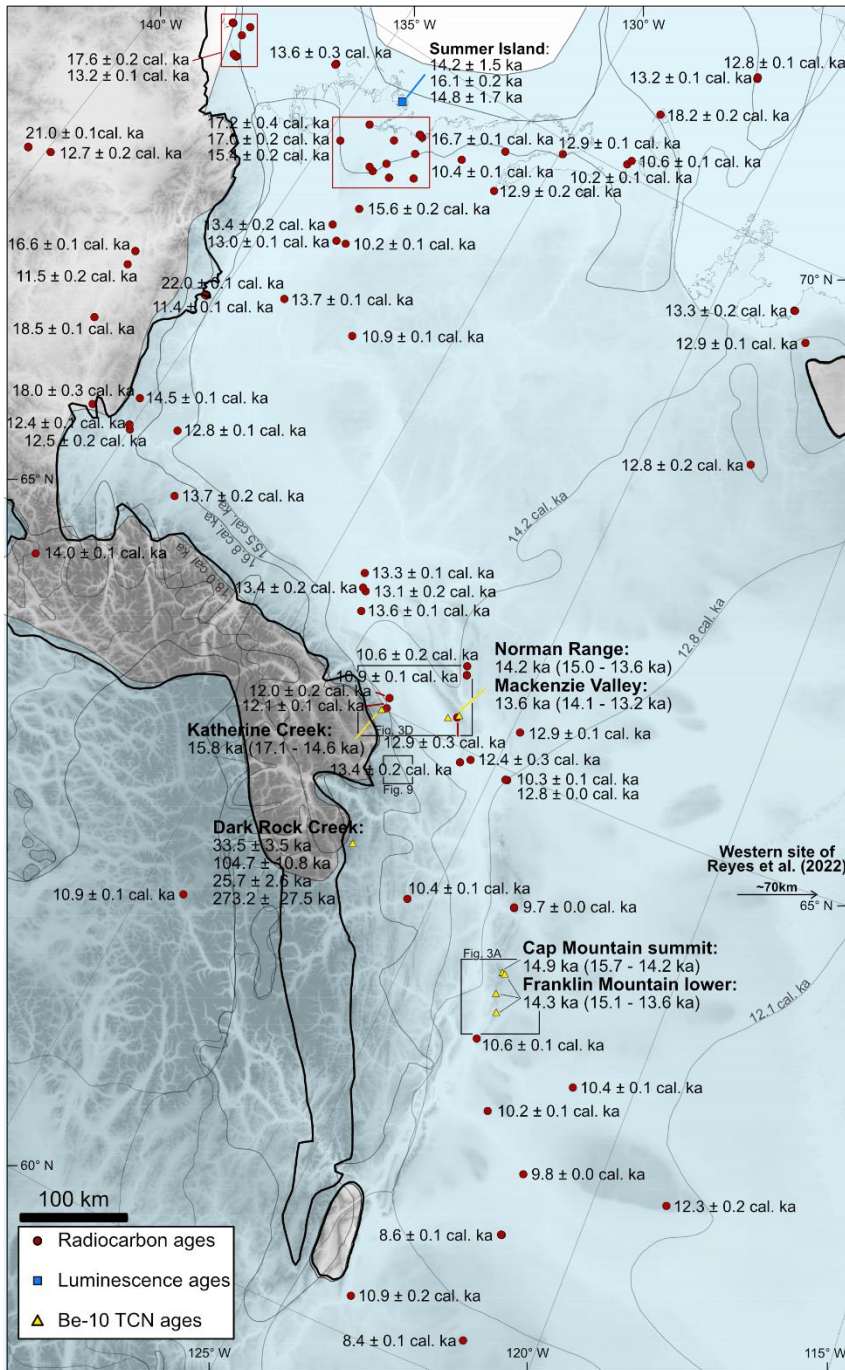 140° W
135° W
130° W
17.6 ± 0.2 cal. ka
13.2 ± 0.1 cal. ka
13.6 ± 0.3 cal. ka
Summer Island:
14.2 ± 1.5 ka
16.1 ± 0.2 ka
14.8 ± 1.7 ka
12.8 ± 0.1 cal. ka
13.2 ± 0.1 cal. ka
18.2 ± 0.2 cal. ka
21.0 ± 0.1cal. ka
12.7 ± 0.2 cal. ka
17.2 ± 0.4 cal. ka
17.0 ± 0.2 cal. ka
15.4 ± 0.2 cal. ka
16.7 ± 0.1 cal. ka
10.4 ± 0.1 cal. ka
12.9 ± 0.1 cal. ka
10.6 ± 0.1 cal. ka
10.2 ± 0.1 cal. ka
12.9 ± 0.2 cal. ka
15.6 ± 0.2 cal. ka
13.4 ± 0.2 cal. ka
13.0 ± 0.1 cal. ka
10.2 ± 0.1 cal. ka
16.6 ± 0.1 cal. ka
11.5 ± 0.2 cal. ka
22.0 ± 0.1 cal. ka
11.4 ± 0.1 cal. ka
13.7 ± 0.1 cal. ka
70° N
18.5 ± 0.1 cal. ka
10.9 ± 0.1 cal. ka
13.3 ± 0.2 cal. ka
12.9 ± 0.1 cal. ka
18.0 ± 0.3 cal. ka
14.5 ± 0.1 cal. ka
12.4 ± 0.1 cal. ka
12.5 ± 0.2 cal. ka
12.8 ± 0.1 cal. ka
12.8 ± 0.2 cal. ka
65° N
13.7 ± 0.2 cal. ka
14.2 cal. ka
15.5 cal. ka
16.8 cal. ka
18.0 cal. ka
14.0 ± 0.1 cal. ka
13.3 ± 0.1 cal. ka
13.4 ± 0.2 cal. ka
13.1 ± 0.2 cal. ka
13.6 ± 0.1 cal. ka
12.8 cal. ka
10.6 ± 0.2 cal. ka
10.9 ± 0.1 cal. ka
Norman Range:
14.2 ka (15.0 - 13.6 ka)
Mackenzie Valley:
13.6 ka (14.1 - 13.2 ka)
12.0 ± 0.2 cal. ka
12.1 ± 0.1 cal. ka
Katherine Creek:
15.8 ka (17.1 - 14.6 ka)
Fig. 3D
12.9 ± 0.3 cal. ka
12.9 ± 0.1 cal. ka
13.4 ± 0.2 cal. ka
12.4 ± 0.3 cal. ka
Fig. 9
10.3 ± 0.1 cal. ka
12.8 ± 0.0 cal. ka
Dark Rock Creek:
33.5 ± 3.5 ka
104.7 ± 10.8 ka
25.7 ± 2.6 ka
273.2 ± 27.5 ka
Western site of
Reyes et al. (2022)
~70km
10.9 ± 0.1 cal. ka
10.4 ± 0.1 cal. ka
9.7 ± 0.0 cal. ka
65° N
Fig. 3A
Cap Mountain summit:
14.9 ka (15.7 - 14.2 ka)
Franklin Mountain lower:
14.3 ka (15.1 - 13.6 ka)
12.1 cal. ka
10.6 ± 0.1 cal. ka
10.4 ± 0.1 cal. ka
10.2 ± 0.1 cal. ka
60° N
9.8 ± 0.0 cal. ka
12.3 ± 0.2 cal. ka
100 km
8.6 ± 0.1 cal. ka
Radiocarbon ages
Luminescence ages
Be-10 TCN ages
10.9 ± 0.2 cal. ka
8.4 ± 0.1 cal. ka
125° W
120° W
115° W